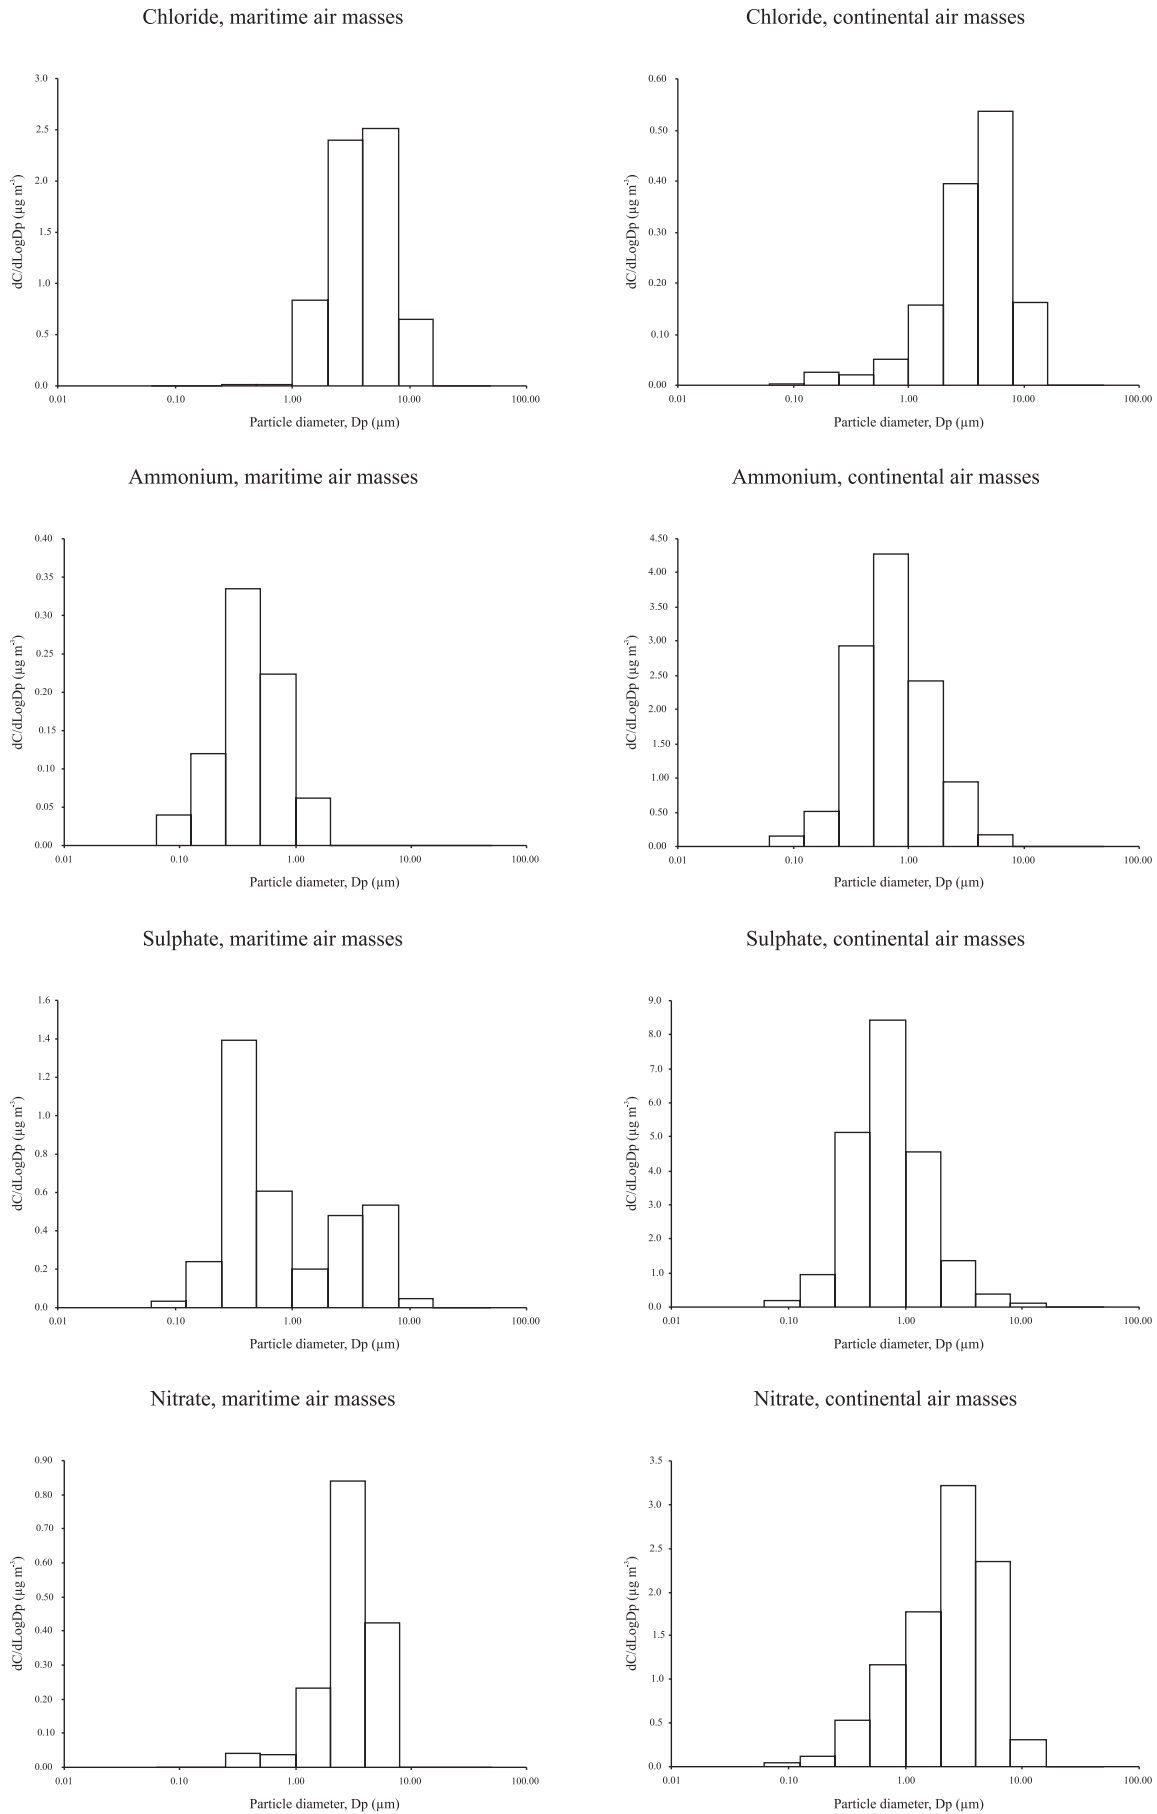 Chloride, maritime air masses
3.0
2.5
2.0
1.5
1.0
0.5
0.0
dC/dLogDp (µg m⁻³)
0.01 0.10 1.00 10.00 100.00
Particle diameter, Dp (µm)
Chloride, continental air masses
0.60
0.50
0.40
0.30
0.20
0.10
0.00
dC/dLogDp (µg m⁻³)
0.01 0.10 1.00 10.00 100.00
Particle diameter, Dp (µm)
Ammonium, maritime air masses
0.40
0.35
0.30
0.25
0.20
0.15
0.10
0.05
0.00
dC/dLogDp (µg m⁻³)
0.01 0.10 1.00 10.00 100.00
Particle diameter, Dp (µm)
Ammonium, continental air masses
4.50
4.00
3.50
3.00
2.50
2.00
1.50
1.00
0.50
0.00
dC/dLogDp (µg m⁻³)
0.01 0.10 1.00 10.00 100.00
Particle diameter, Dp (µm)
Sulphate, maritime air masses
1.6
1.4
1.2
1.0
0.8
0.6
0.4
0.2
0.0
dC/dLogDp (µg m⁻³)
0.01 0.10 1.00 10.00 100.00
Particle diameter, Dp (µm)
Sulphate, continental air masses
9.0
8.0
7.0
6.0
5.0
4.0
3.0
2.0
1.0
0.0
dC/dLogDp (µg m⁻³)
0.01 0.10 1.00 10.00 100.00
Particle diameter, Dp (µm)
Nitrate, maritime air masses
0.90
0.80
0.70
0.60
0.50
0.40
0.30
0.20
0.10
0.00
dC/dLogDp (µg m⁻³)
0.01 0.10 1.00 10.00 100.00
Particle diameter, Dp (µm)
Nitrate, continental air masses
3.5
3.0
2.5
2.0
1.5
1.0
0.5
0.0
dC/dLogDp (µg m⁻³)
0.01 0.10 1.00 10.00 100.00
Particle diameter, Dp (µm)